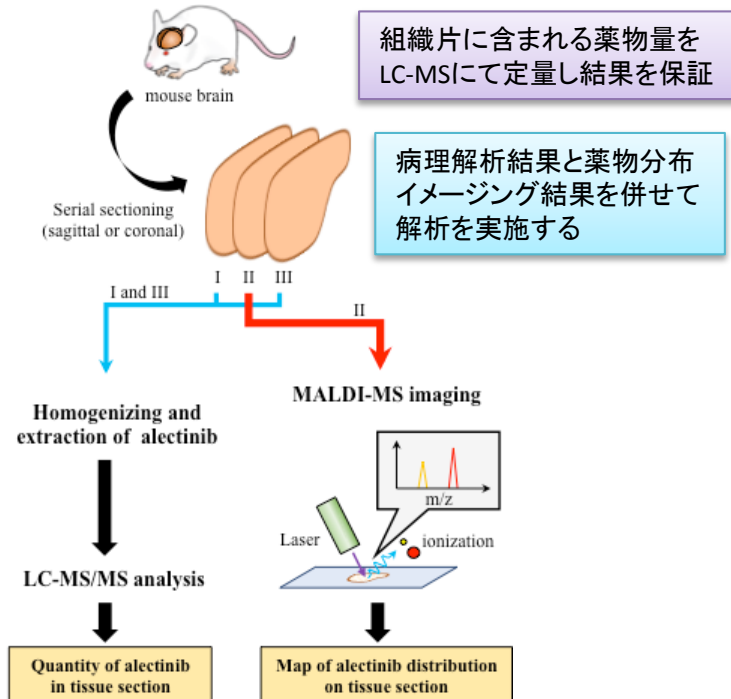 組織片に含まれる薬物量を
LC-MSにて定量し結果を保証
mouse brain
病理解析結果と薬物分布
イメージング結果を併せて
解析を実施する
Serial sectioning
(sagittal or coronal)
I II III
I and III
II
MALDI-MS imaging
Homogenizing and
extraction of alectinib
m/z
Laser
ionization
LC-MS/MS analysis
Quantity of alectinib
in tissue section
Map of alectinib distribution
on tissue section